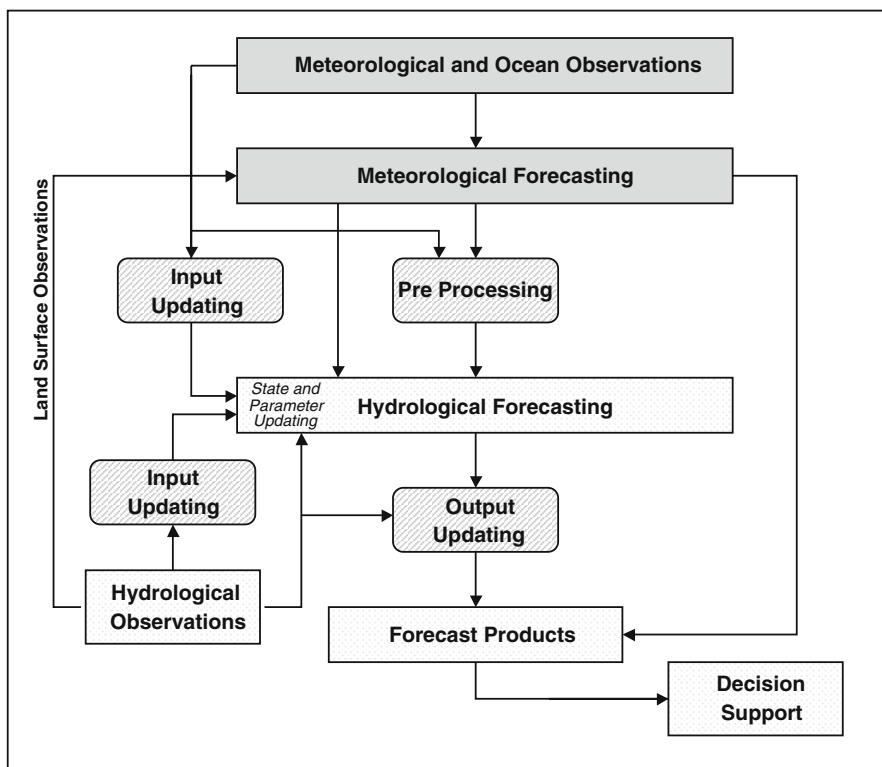 Meteorological and Ocean Observations
Meteorological Forecasting
Land Surface Observations
Input
Updating
Pre Processing
State and
Parameter
Updating
Hydrological Forecasting
Input
Updating
Output
Updating
Hydrological
Observations
Forecast Products
Decision
Support